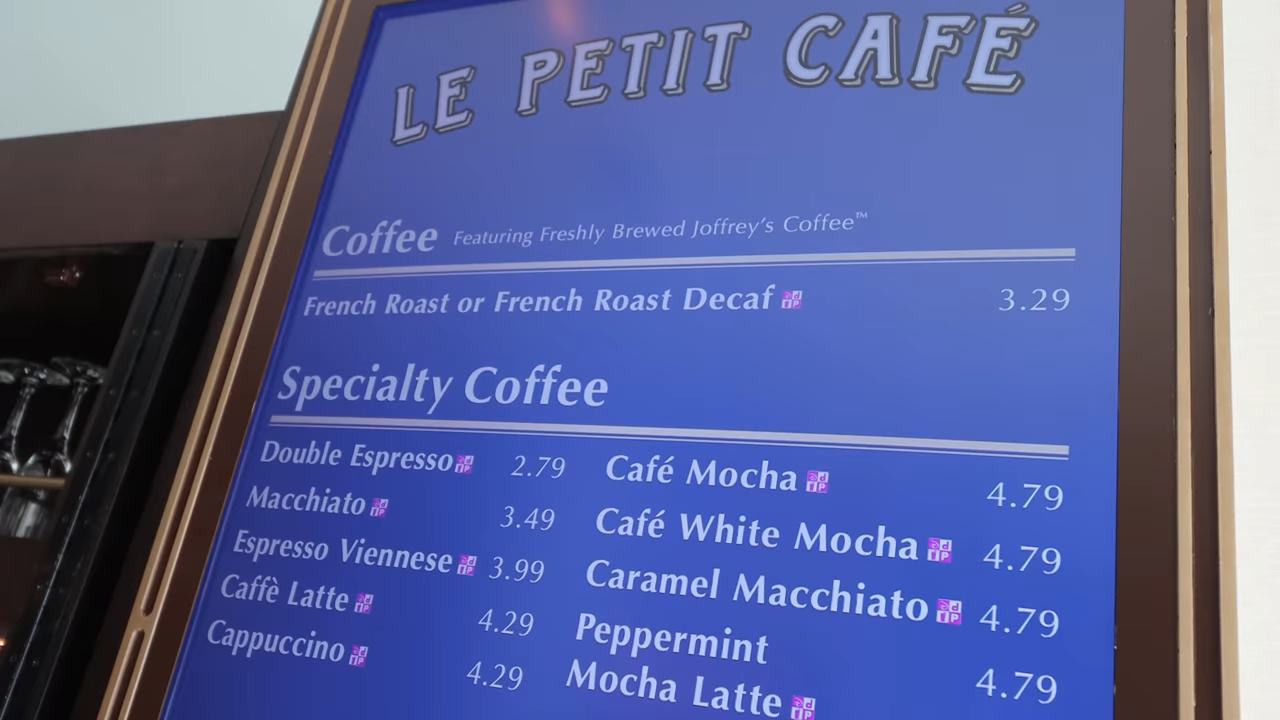 LE PETIT CAFÉ
Coffee Featuring Freshly Brewed Joffrey's Coffee™
French Roast or French Roast Decaf 3.29
Specialty Coffee
Double Espresso 2.79
Macchiato 3.49
Espresso Viennese 3.99
Caffè Latte 4.29
Cappuccino 4.29
Café Mocha 4.79
Café White Mocha 4.79
Caramel Macchiato 4.79
Peppermint
Mocha Latte 4.79